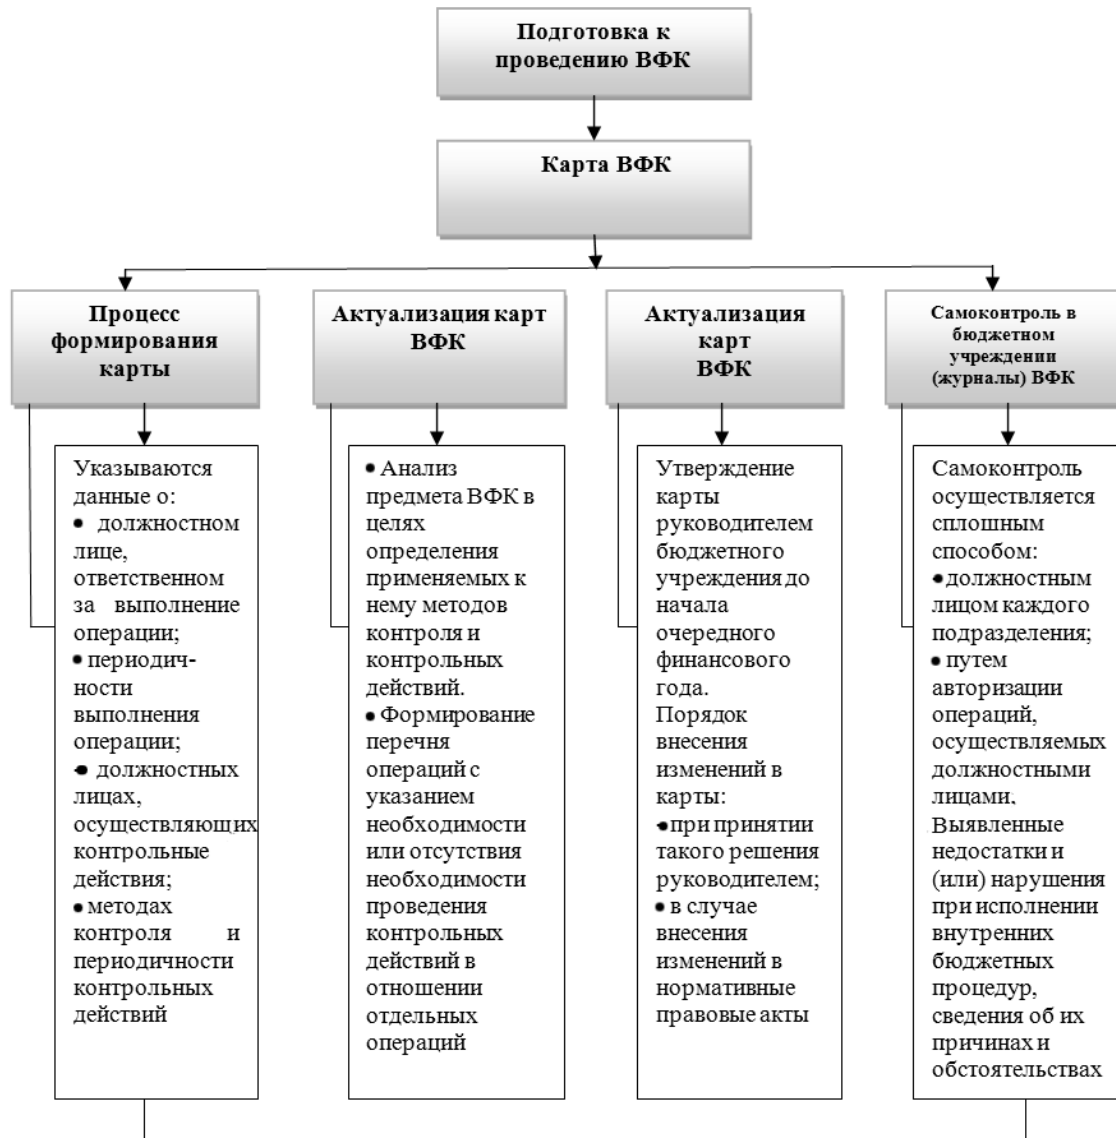 Подготовка к
проведению ВФК
Карта ВФК
Процесс
формирования
карты
Актуализация карт
ВФК
Актуализация
карт
ВФК
Самоконтроль в
бюджетном
учреждении
(журналы) ВФК
Указываются
данные о:
• должностном
лице,
ответственном
за выполнение
операции;
• периодич-
ности
выполнения
операции;
• должностных
лицах,
осуществляющих
контрольные
действия;
• методах
контроля и
периодичности
контрольных
действий
• Анализ
предмета ВФК в
целях
определения
применяемых к
нему методов
контроля и
контрольных
действий.
• Формирование
перечня
операций с
указанием
необходимости
или отсутствия
необходимости
проведения
контрольных
действий в
отношении
отдельных
операций
Утверждение
карты
руководителем
бюджетного
учреждения до
начала
очередного
финансового
года.
Порядок
внесения
изменений в
карты:
• при принятии
такого решения
руководителем;
• в случае
внесения
изменений в
нормативные
правовые акты
Самоконтроль
осуществляется
сплошным
способом:
• должностным
лицом каждого
подразделения;
• путем
авторизации
операций,
осуществляемых
должностными
лицами.
Выявленные
недостатки и
(или) нарушения
при исполнении
внутренних
бюджетных
процедур,
сведения об их
причинах и
обстоятельствах